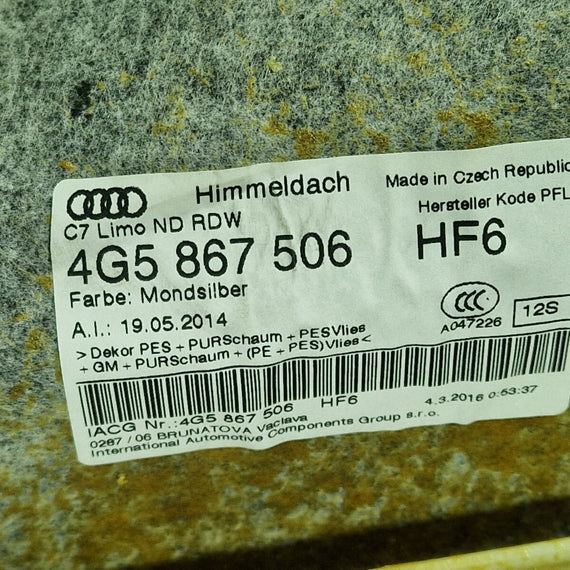 Himmeldach
Made in Czech Republic
C7 Limo ND RDW
Hersteller Kode PFL
4G5 867 506
HF6
Farbe: Mondsilber
A.I.: 19.05.2014
CCC
A047226
12S
>Dekor PES + PURSchaum + PESVlies
+ GM + PURSchaum + (PE + PES)Vlies<
IACG Nr.:4G5 867 506 HF6 4.3.2016 0:53:37
0287 / 06 BRUNATOVA Vaclava
International Automotive Components Group s.r.o.